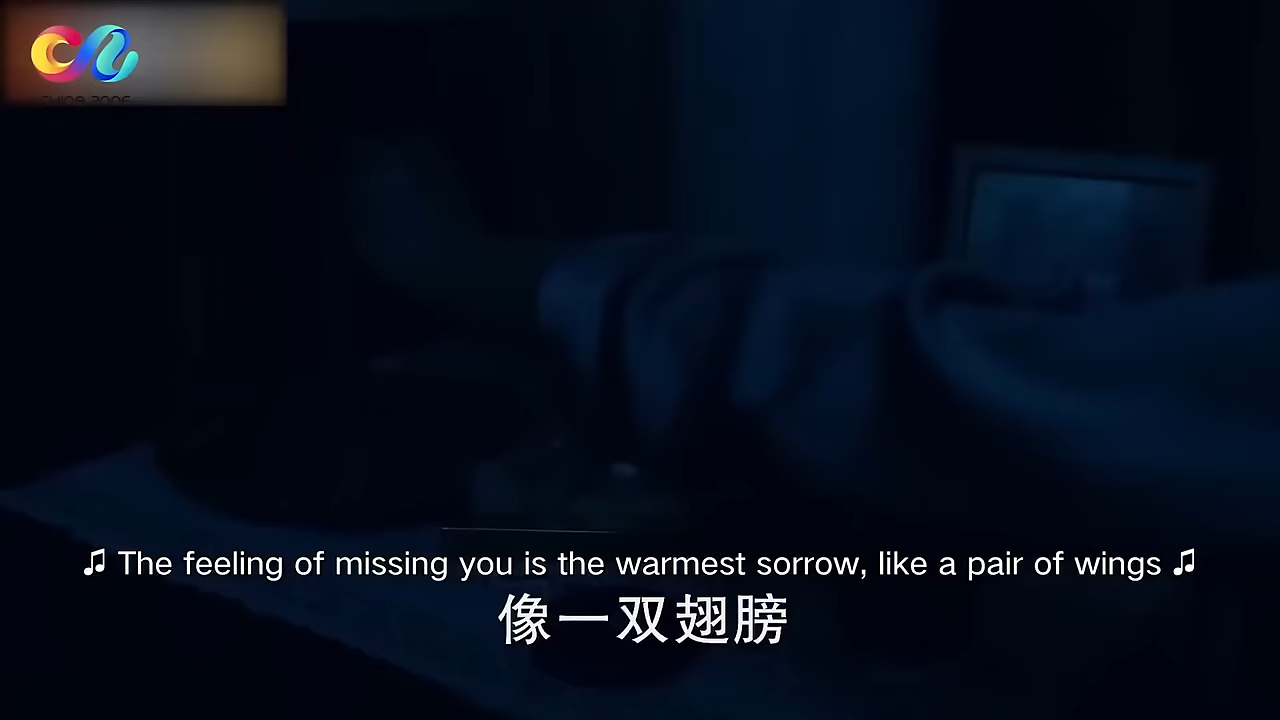 ♫ The feeling of missing you is the warmest sorrow, like a pair of wings ♫
像一双翅膀